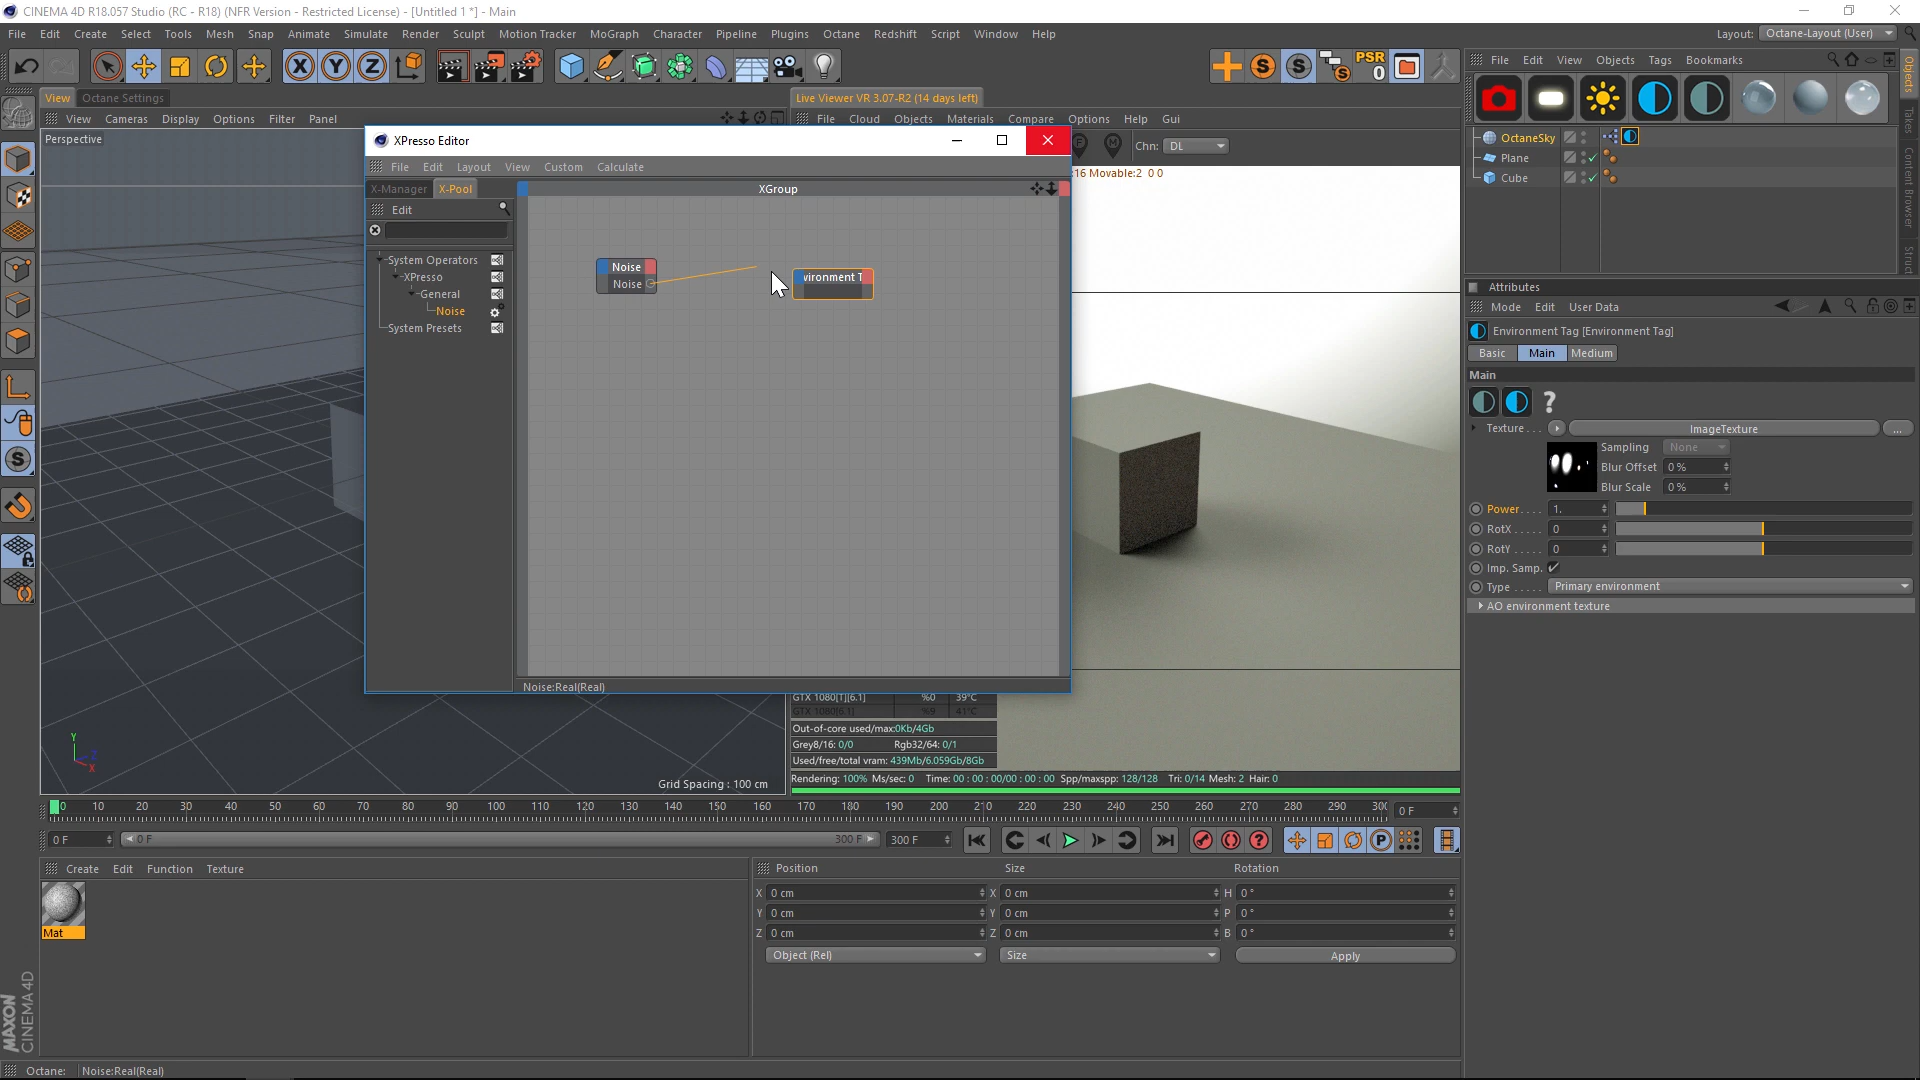 CINEMA 4D R18.057 Studio (RC - R18) (NFR Version - Restricted License) - [Untitled 1 *] - Main
File Edit Create Select Tools Mesh Snap Animate Simulate Render Sculpt Motion Tracker MoGraph Character Pipeline Plugins Octane Redshift Script Window Help
Layout: Octane-Layout (User)
X Y Z
S S PSR 0
File Edit View Objects Tags Bookmarks
View Octane Settings
Live Viewer VR 3.07-R2 (14 days left)
View Cameras Display Options Filter Panel
File Cloud Objects Materials Compare Options Help Gui
Perspective
Chn: DL
:16 Movable:2 0 0
XPresso Editor
File Edit Layout View Custom Calculate
X-Manager X-Pool
XGroup
Edit
System Operators
XPresso
General
Noise
System Presets
Noise
Noise
vironment T
Noise:Real(Real)
OctaneSky
Plane
Cube
Objects
Takes
Content Browser
Struct
Attributes
Mode Edit User Data
Environment Tag [Environment Tag]
Basic Main Medium
Main
?
Texture . . . ImageTexture ...
Sampling None
Blur Offset 0 %
Blur Scale 0 %
Power. . . . 1.
RotX . . . . . 0
RotY . . . . . 0
Imp. Samp.
Type . . . . . Primary environment
AO environment texture
GTX 1080[T][6.1] %0 39°C
GTX 1080[6.1] %9 41°C
Out-of-core used/max:0Kb/4Gb
Grey8/16: 0/0 Rgb32/64: 0/1
Used/free/total vram: 439Mb/6.059Gb/8Gb
Rendering: 100% Ms/sec: 0 Time: 00 : 00 : 00/00 : 00 : 00 Spp/maxspp: 128/128 Tri: 0/14 Mesh: 2 Hair: 0
Y
Z
X
Grid Spacing : 100 cm
0 10 20 30 40 50 60 70 80 90 100 110 120 130 140 150 160 170 180 190 200 210 220 230 240 250 260 270 280 290 300
0 F
0 F 0 F 300 F 300 F
P
Create Edit Function Texture
Mat
Position Size Rotation
X 0 cm X 0 cm H 0 °
Y 0 cm Y 0 cm P 0 °
Z 0 cm Z 0 cm B 0 °
Object (Rel) Size Apply
MAXON
CINEMA 4D
Octane: Noise:Real(Real)